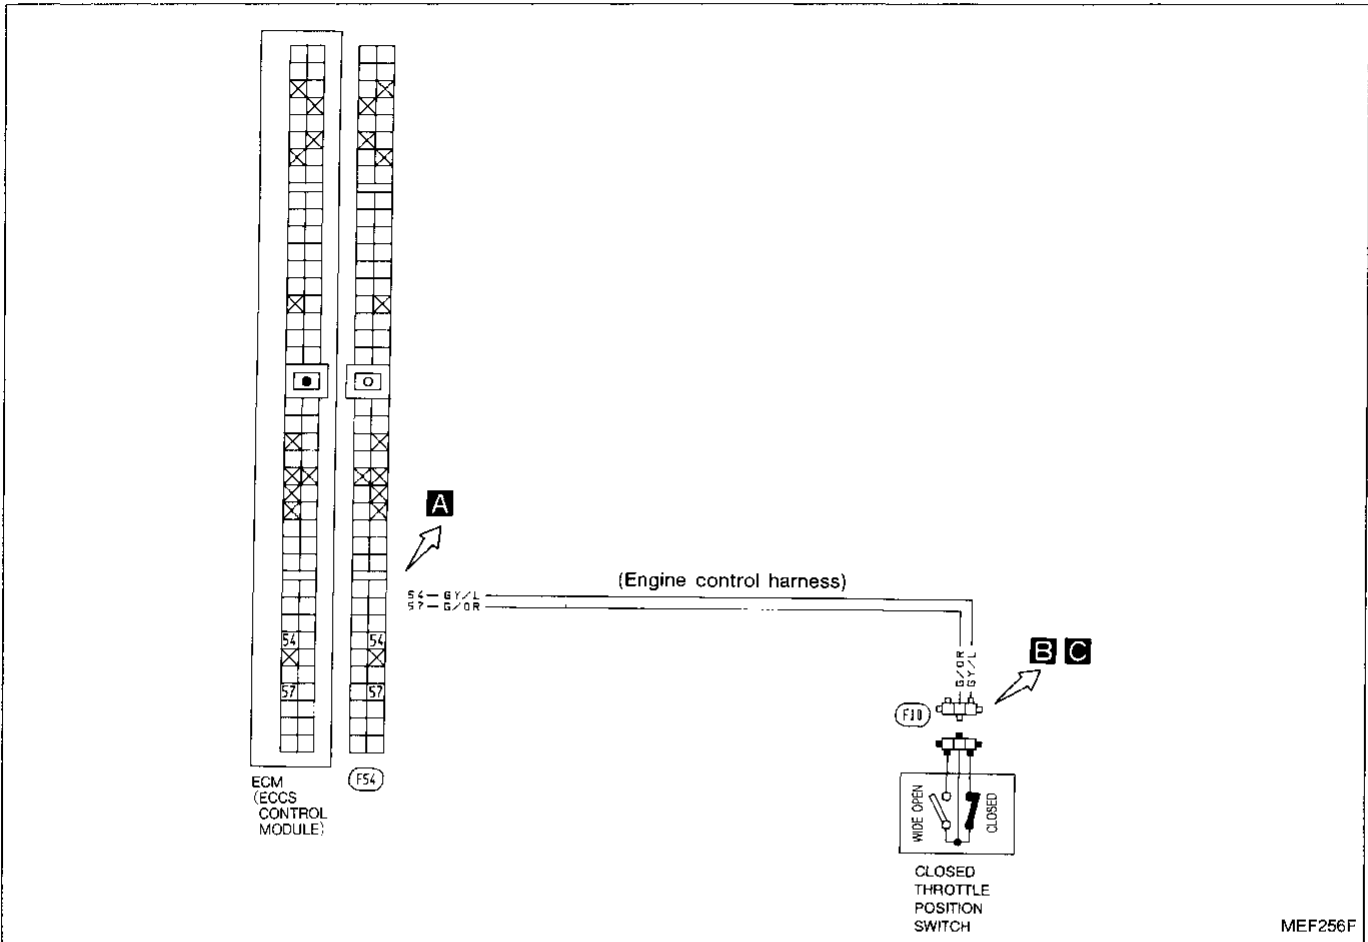 A
(Engine control harness)
54 — GY/L
57 — G/OR
54
54
57
57
G/OR
GY/L
B C
F10
ECM
(ECCS
CONTROL
MODULE)
F54
WIDE OPEN
CLOSED
CLOSED
THROTTLE
POSITION
SWITCH
MEF256F